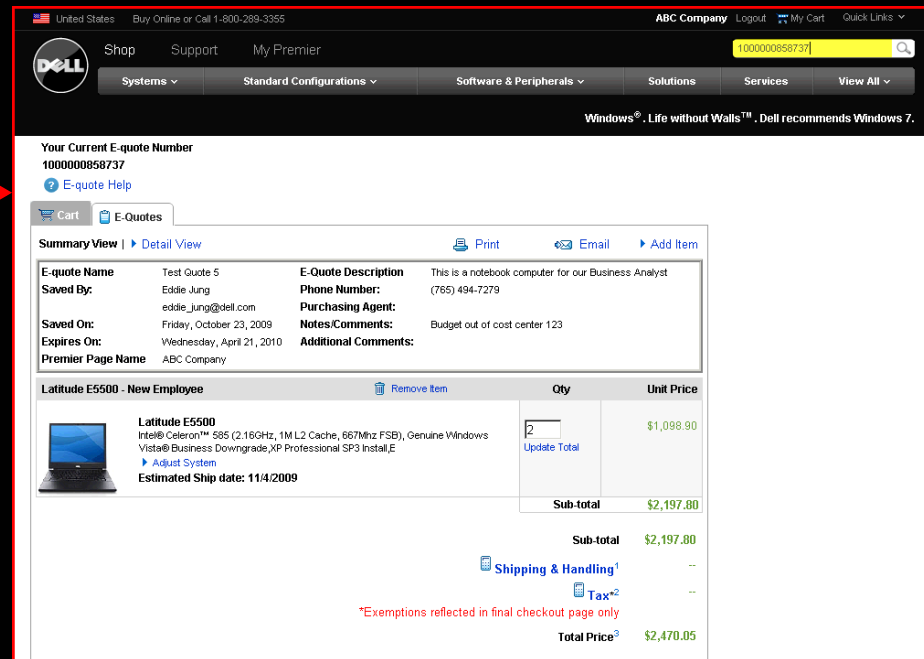 United States Buy Online or Call 1-800-289-3355 ABC Company Logout My Cart Quick Links
DELL
Shop Support My Premier 1000000858737
Systems Standard Configurations Software & Peripherals Solutions Services View All
Windows®. Life without Walls™. Dell recommends Windows 7.
Your Current E-quote Number
1000000858737
? E-quote Help
Cart E-Quotes
Summary View | Detail View Print Email Add Item
E-quote Name Test Quote 5 E-Quote Description This is a notebook computer for our Business Analyst
Saved By: Eddie Jung Phone Number: (765) 494-7279
eddie_jung@dell.com Purchasing Agent:
Saved On: Friday, October 23, 2009 Notes/Comments: Budget out of cost center 123
Expires On: Wednesday, April 21, 2010 Additional Comments:
Premier Page Name ABC Company
Latitude E5500 - New Employee Remove Item Qty Unit Price
Latitude E5500
Intel® Celeron™ 585 (2.16GHz, 1M L2 Cache, 667Mhz FSB), Genuine Windows
Vista® Business Downgrade,XP Professional SP3 Install,E
Adjust System
Estimated Ship date: 11/4/2009
2 $1,098.90
Update Total
Sub-total $2,197.80
Sub-total $2,197.80
Shipping & Handling1 --
Tax*2 --
*Exemptions reflected in final checkout page only
Total Price3 $2,470.05